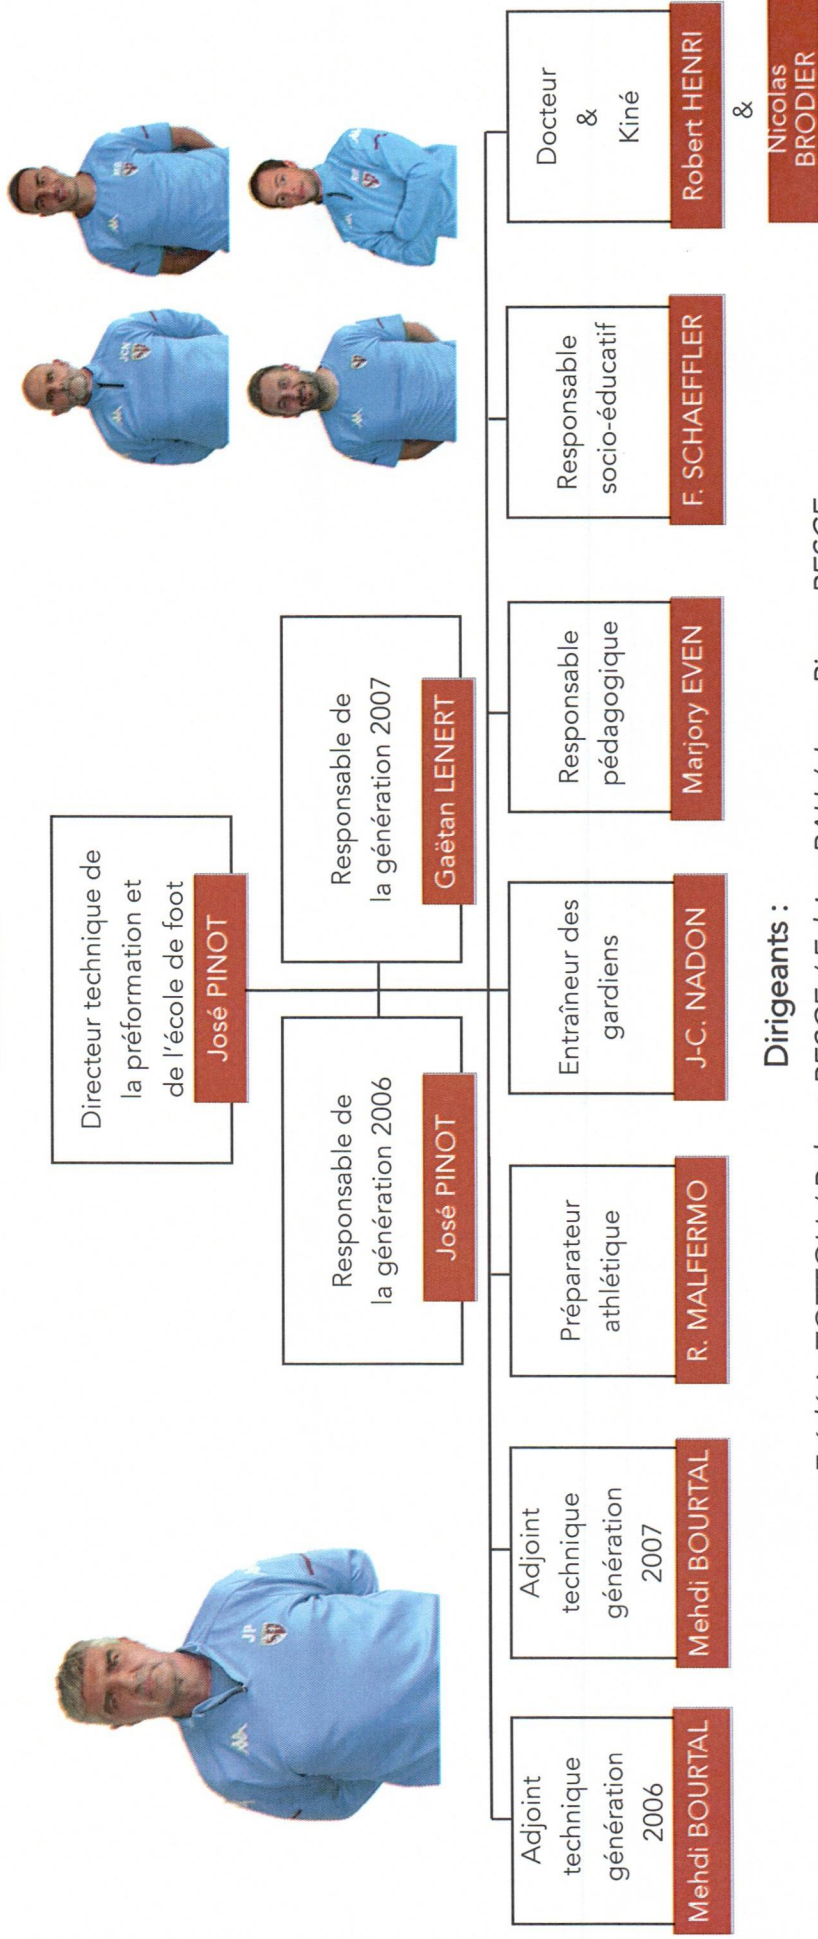 Directeur technique de
la préformation et
de l'école de foot
José PINOT
Responsable de
la génération 2006
José PINOT
Responsable de
la génération 2007
Gaëtan LENERT
Adjoint
technique
génération
2006
Mehdi BOURTAL
Adjoint
technique
génération
2007
Mehdi BOURTAL
Préparateur
athlétique
R. MALFERMO
Entraîneur des
gardiens
J-C. NADON
Responsable
pédagogique
Marjory EVEN
Responsable
socio-éducatif
F. SCHAEFFLER
Docteur
&
Kiné
Robert HENRI
&
Nicolas
BRODIER
JP
JCN
Dirigeants :